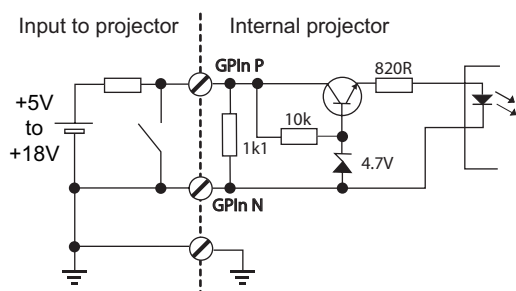 Input to projector
Internal projector
GPIn P
820R
+5V
to
+18V
10k
1k1
4.7V
GPIn N